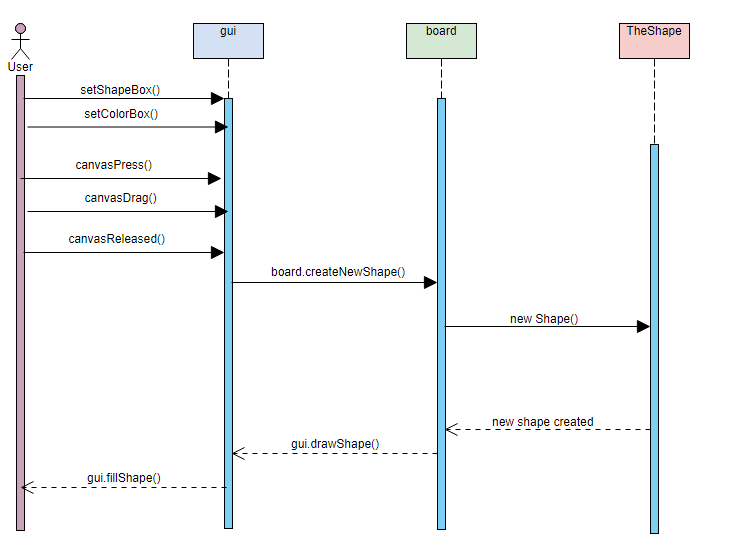 gui
board
TheShape
User
setShapeBox()
setColorBox()
canvasPress()
canvasDrag()
canvasReleased()
board.createNewShape()
new Shape()
new shape created
gui.drawShape()
gui.fillShape()